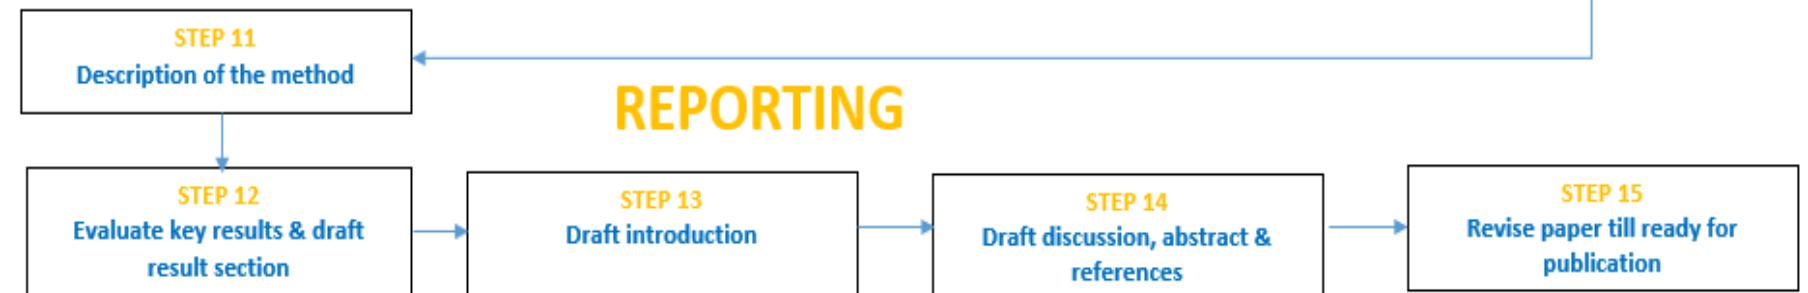 STEP 11
Description of the method
REPORTING
STEP 12
Evaluate key results & draft
result section
STEP 13
Draft introduction
STEP 14
Draft discussion, abstract &
references
STEP 15
Revise paper till ready for
publication